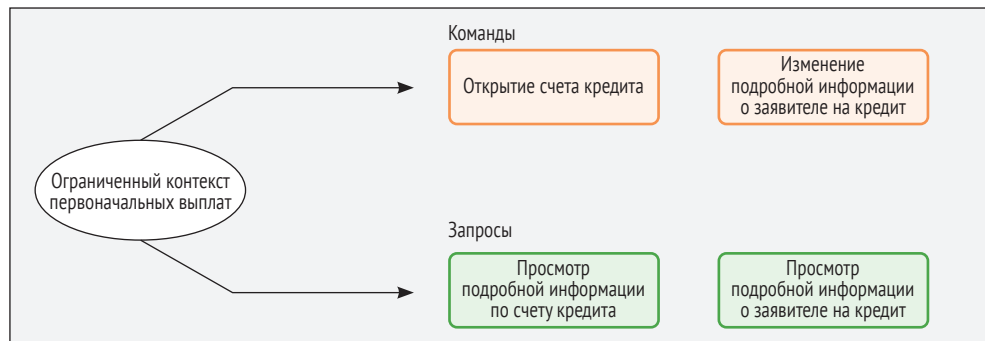 Команды
Открытие счета кредита
Изменение
подробной информации
о заявителе на кредит
Ограниченный контекст
первоначальных выплат
Запросы
Просмотр
подробной информации
по счету кредита
Просмотр
подробной информации
о заявителе на кредит